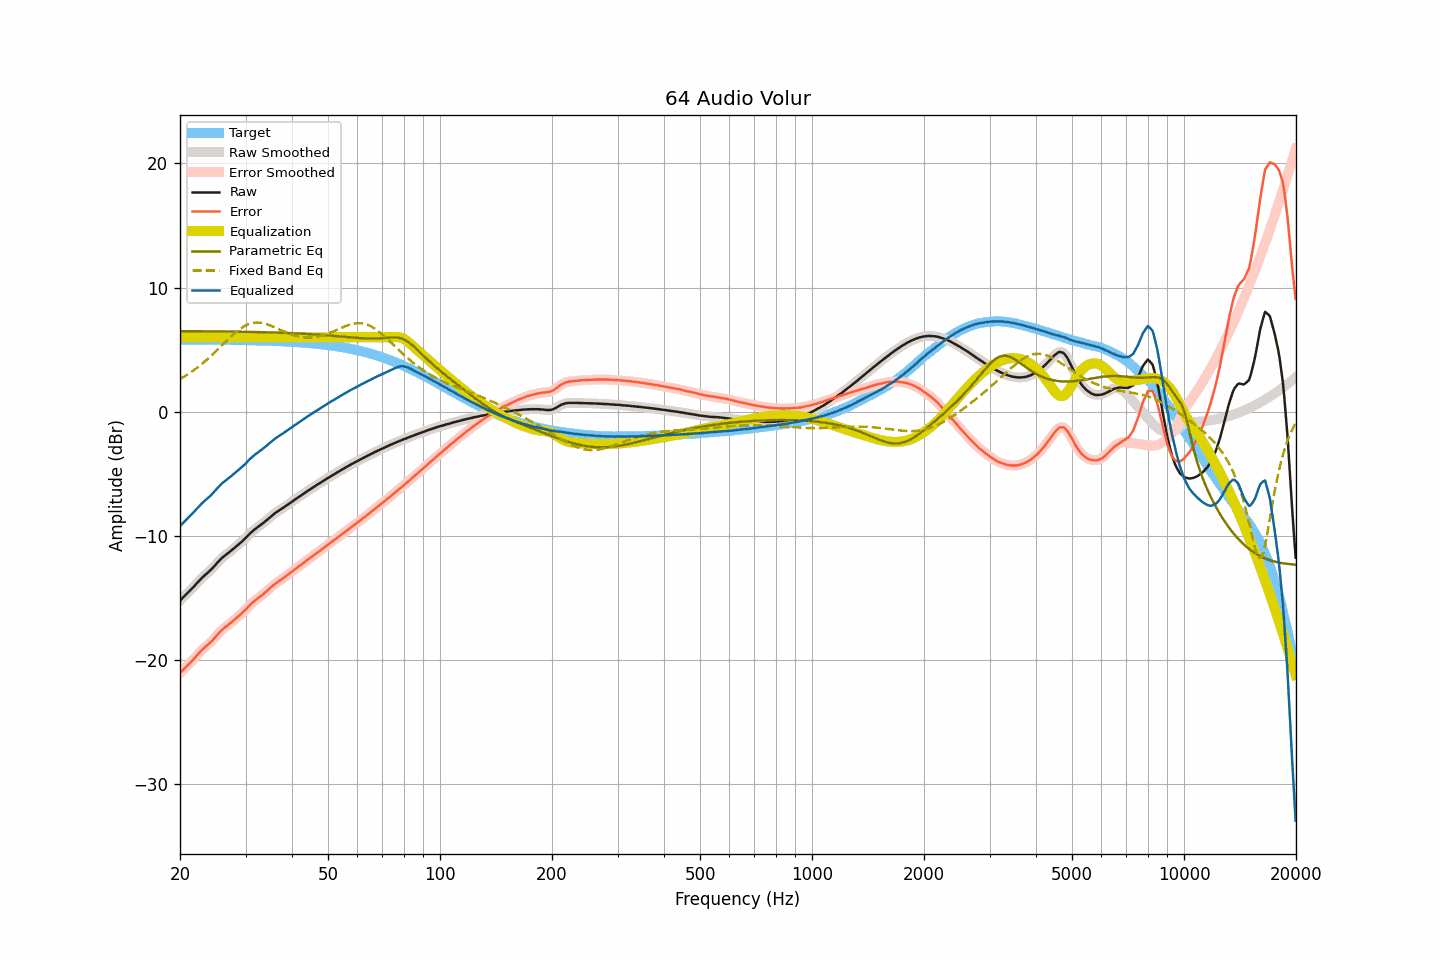 64 Audio Volur
Target
Raw Smoothed
Error Smoothed
Raw
Error
Equalization
Parametric Eq
Fixed Band Eq
Equalized
20
10
0
−10
−20
−30
Amplitude (dBr)
20 50 100 200 500 1000 2000 5000 10000 20000
Frequency (Hz)